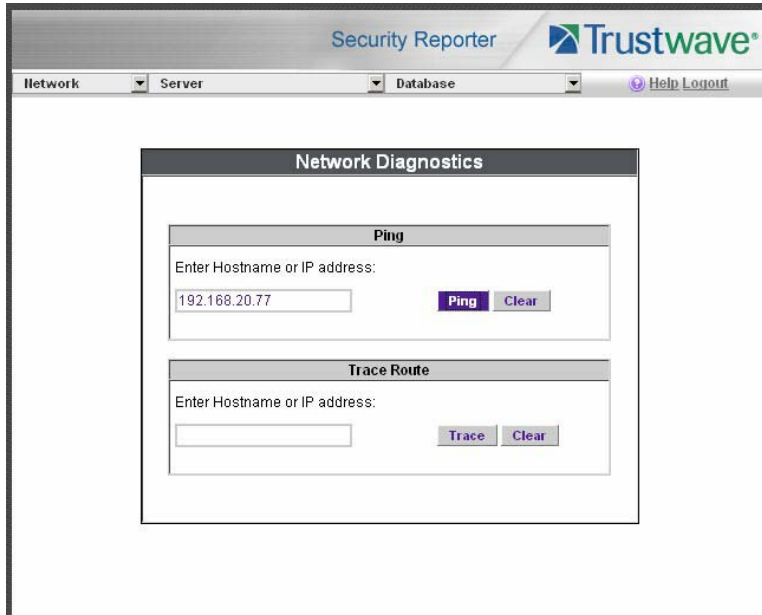 Security Reporter Trustwave®
Network Server Database Help Logout
Network Diagnostics
Ping
Enter Hostname or IP address:
192.168.20.77 Ping Clear
Trace Route
Enter Hostname or IP address:
Trace Clear